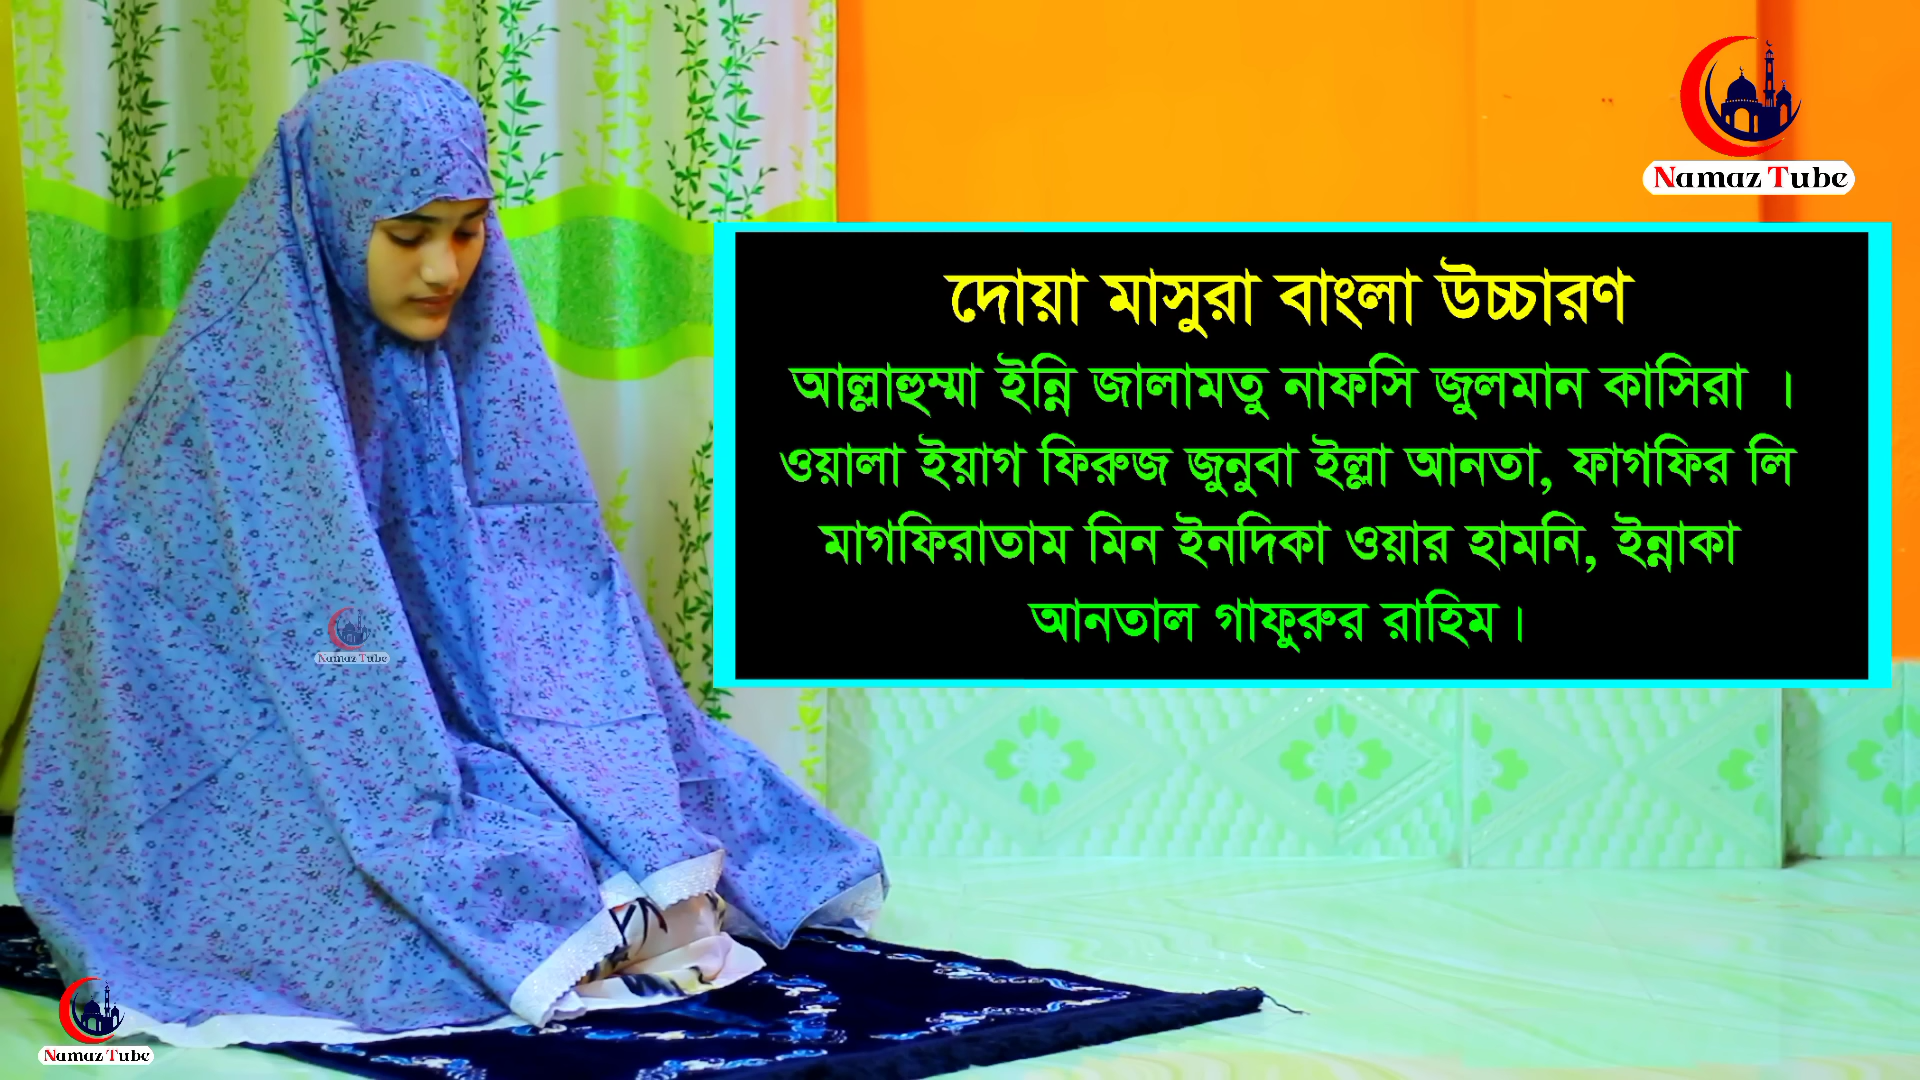 Namaz Tube
দোয়া মাসুরা বাংলা উচ্চারণ
আল্লাহুম্মা ইন্নি জালামতু নাফসি জুলমান কাসিরা ।
ওয়ালা ইয়াগ ফিরুজ জুনুবা ইল্লা আনতা, ফাগফির লি
মাগফিরাতাম মিন ইনদিকা ওয়ার হামনি, ইন্নাকা
আনতাল গাফুরুর রাহিম।
Namaz Tube
Namaz Tube